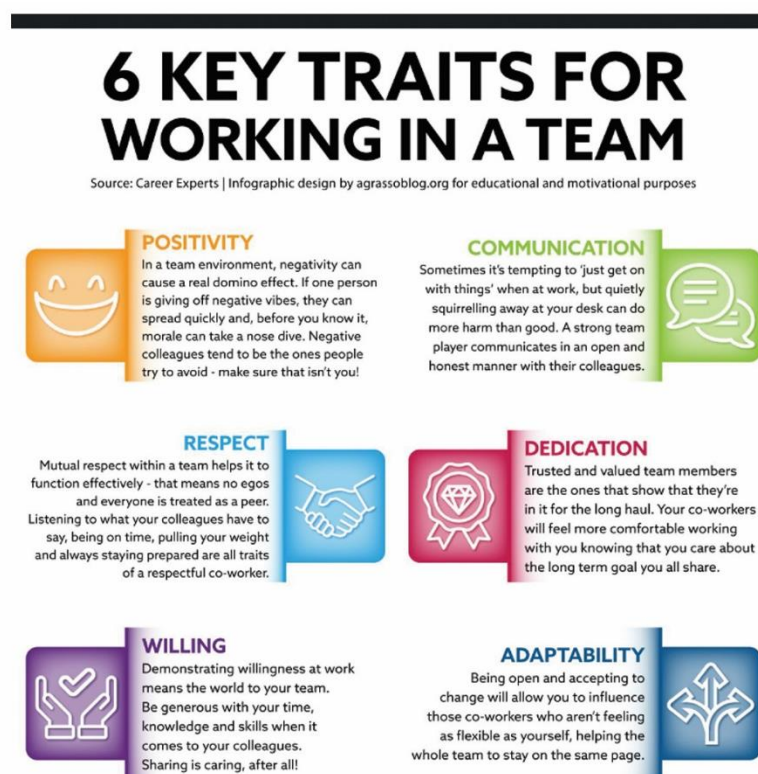 6 KEY TRAITS FOR
WORKING IN A TEAM
Source: Career Experts | Infographic design by agrassoblog.org for educational and motivational purposes
POSITIVITY
In a team environment, negativity can
cause a real domino effect. If one person
is giving off negative vibes, they can
spread quickly and, before you know it,
morale can take a nose dive. Negative
colleagues tend to be the ones people
try to avoid - make sure that isn't you!
COMMUNICATION
Sometimes it's tempting to 'just get on
with things' when at work, but quietly
squirrelling away at your desk can do
more harm than good. A strong team
player communicates in an open and
honest manner with their colleagues.
RESPECT
Mutual respect within a team helps it to
function effectively - that means no egos
and everyone is treated as a peer.
Listening to what your colleagues have to
say, being on time, pulling your weight
and always staying prepared are all traits
of a respectful co-worker.
DEDICATION
Trusted and valued team members
are the ones that show that they're
in it for the long haul. Your co-workers
will feel more comfortable working
with you knowing that you care about
the long term goal you all share.
WILLING
Demonstrating willingness at work
means the world to your team.
Be generous with your time,
knowledge and skills when it
comes to your colleagues.
Sharing is caring, after all!
ADAPTABILITY
Being open and accepting to
change will allow you to influence
those co-workers who aren't feeling
as flexible as yourself, helping the
whole team to stay on the same page.